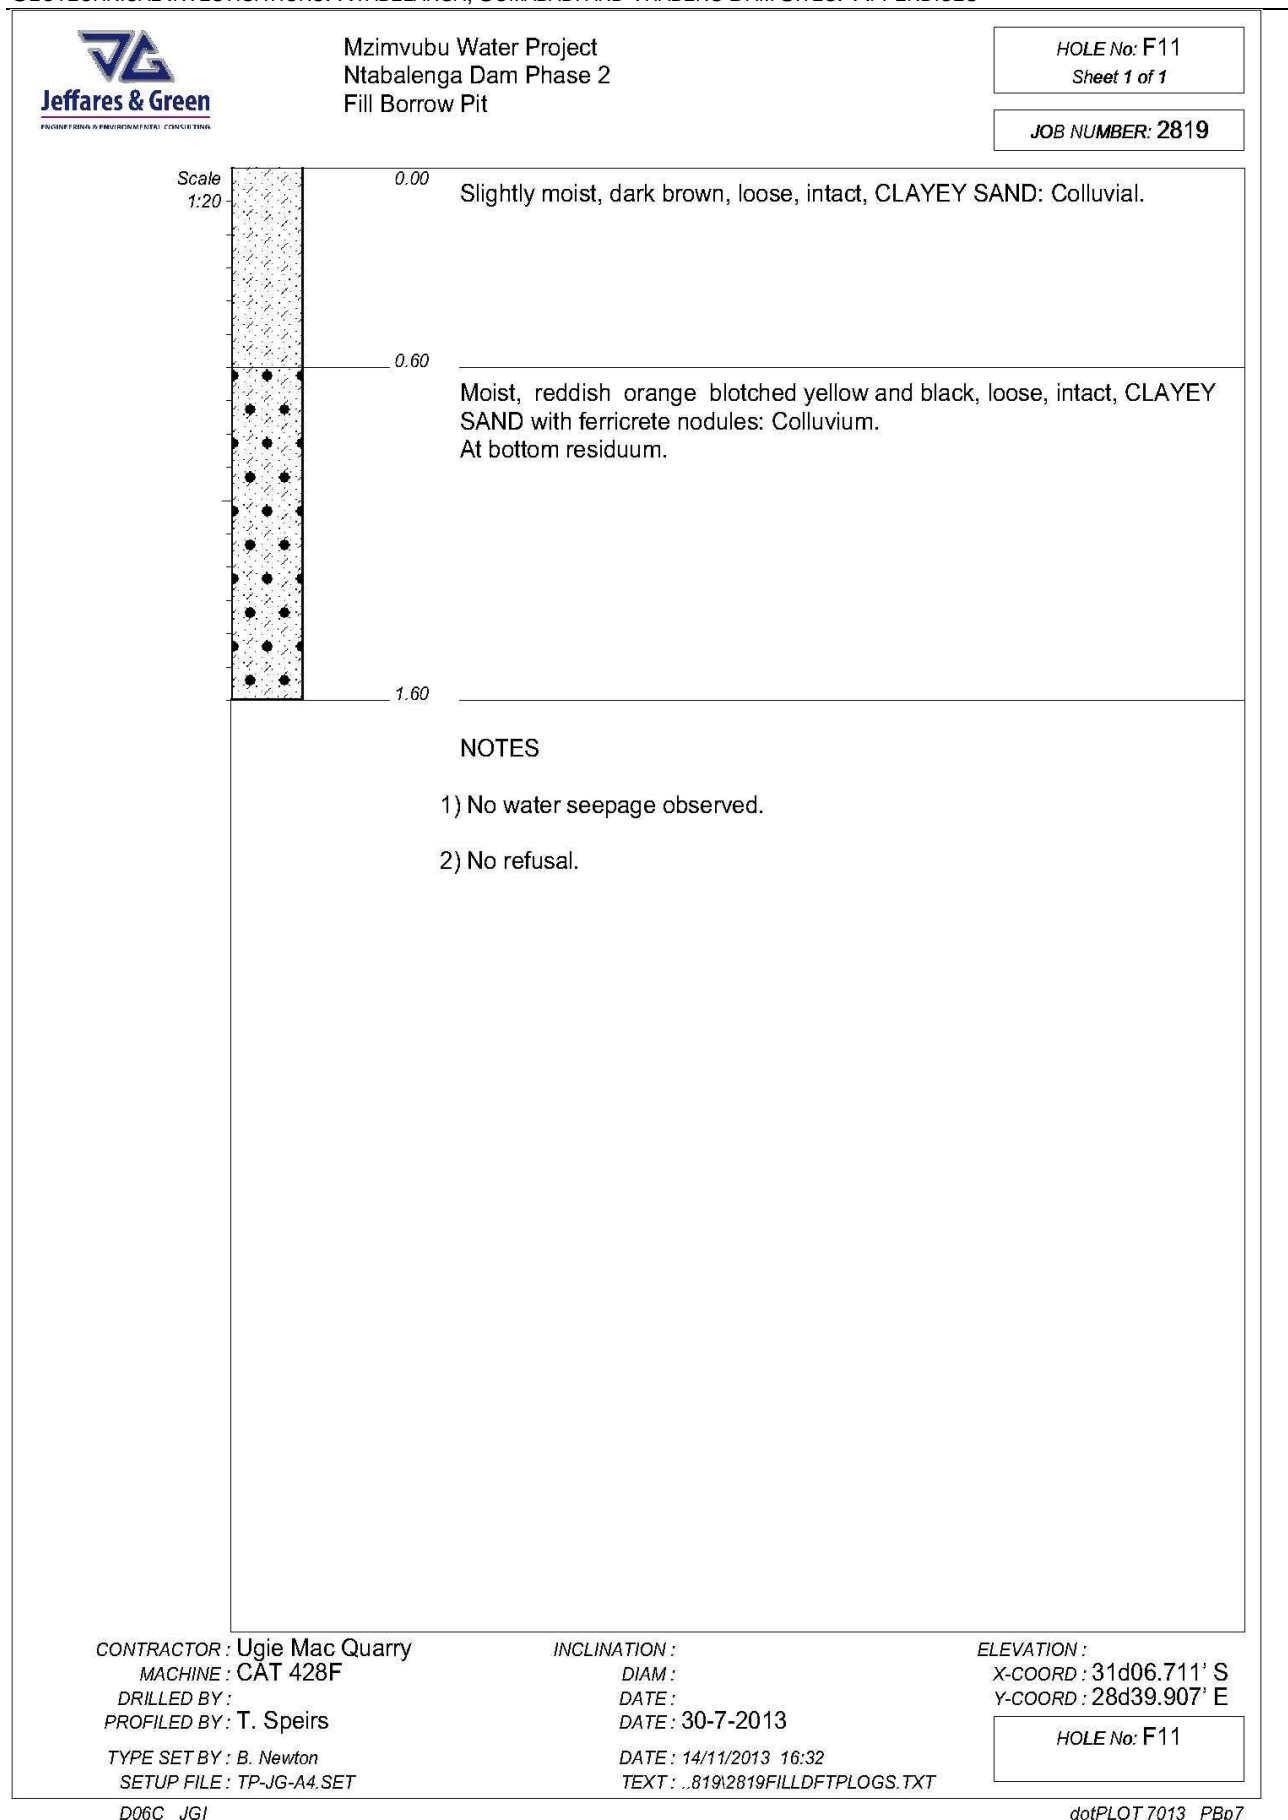 Jeffares & Green
ENGINEERING & ENVIRONMENTAL CONSULTING
Mzimvubu Water Project
Ntabalenga Dam Phase 2
Fill Borrow Pit
HOLE No: F11
Sheet 1 of 1
JOB NUMBER: 2819
Scale
1:20
0.00
Slightly moist, dark brown, loose, intact, CLAYEY SAND: Colluvial.
0.60
Moist, reddish orange blotched yellow and black, loose, intact, CLAYEY
SAND with ferricrete nodules: Colluvium.
At bottom residuum.
1.60
NOTES
1) No water seepage observed.
2) No refusal.
CONTRACTOR : Ugie Mac Quarry
MACHINE : CAT 428F
DRILLED BY :
PROFILED BY : T. Speirs
TYPE SET BY : B. Newton
SETUP FILE : TP-JG-A4.SET
INCLINATION :
DIAM :
DATE :
DATE : 30-7-2013
DATE : 14/11/2013 16:32
TEXT : ..819\2819FILLDFTPLOGS.TXT
ELEVATION :
X-COORD : 31d06.711' S
Y-COORD : 28d39.907' E
HOLE No: F11
D06C JGI
dotPLOT 7013 PBp7